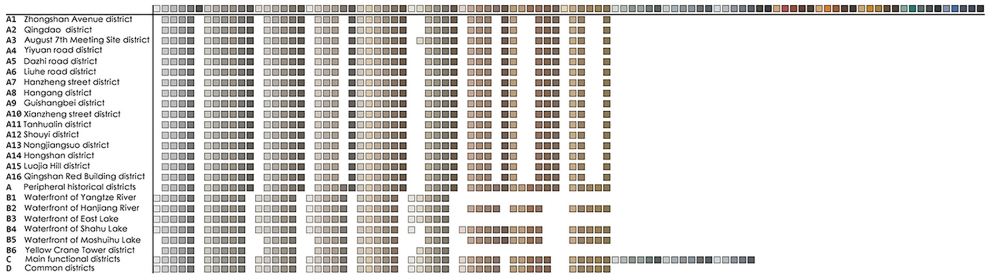 A1 Zhongshan Avenue district
A2 Qingdao district
A3 August 7th Meeting Site district
A4 Yiyuan road district
A5 Dazhi road district
A6 Liuhe road district
A7 Hanzheng street district
A8 Hangang district
A9 Guishangbei district
A10 Xianzheng street district
A11 Tanhualin district
A12 Shouyi district
A13 Nongjiangsuo district
A14 Hongshan district
A15 Luojia Hill district
A16 Qingshan Red Building district
A Peripheral historical districts
B1 Waterfront of Yangtze River
B2 Waterfront of Hanjiang River
B3 Waterfront of East Lake
B4 Waterfront of Shahu Lake
B5 Waterfront of Moshuihu Lake
B6 Yellow Crane Tower district
C Main functional districts
D Common districts